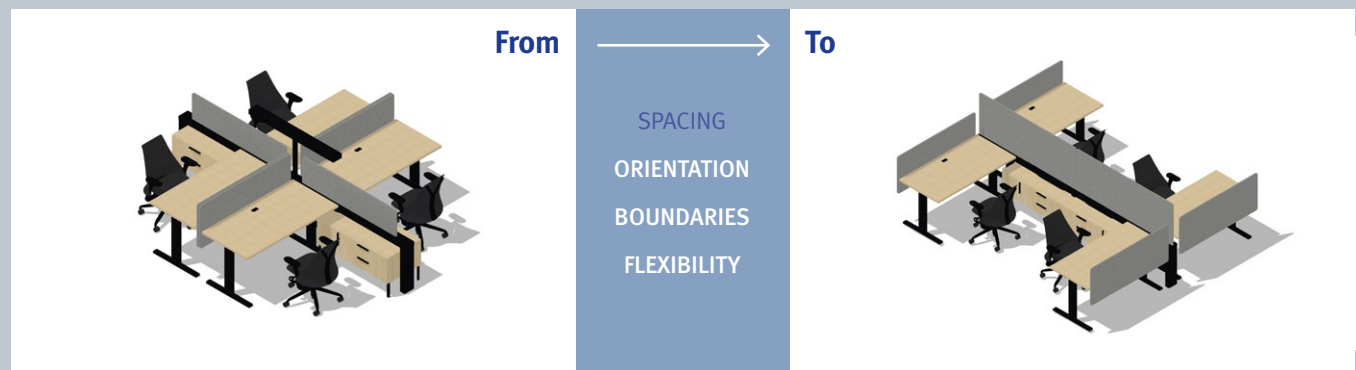 From
To
SPACING
ORIENTATION
BOUNDARIES
FLEXIBILITY